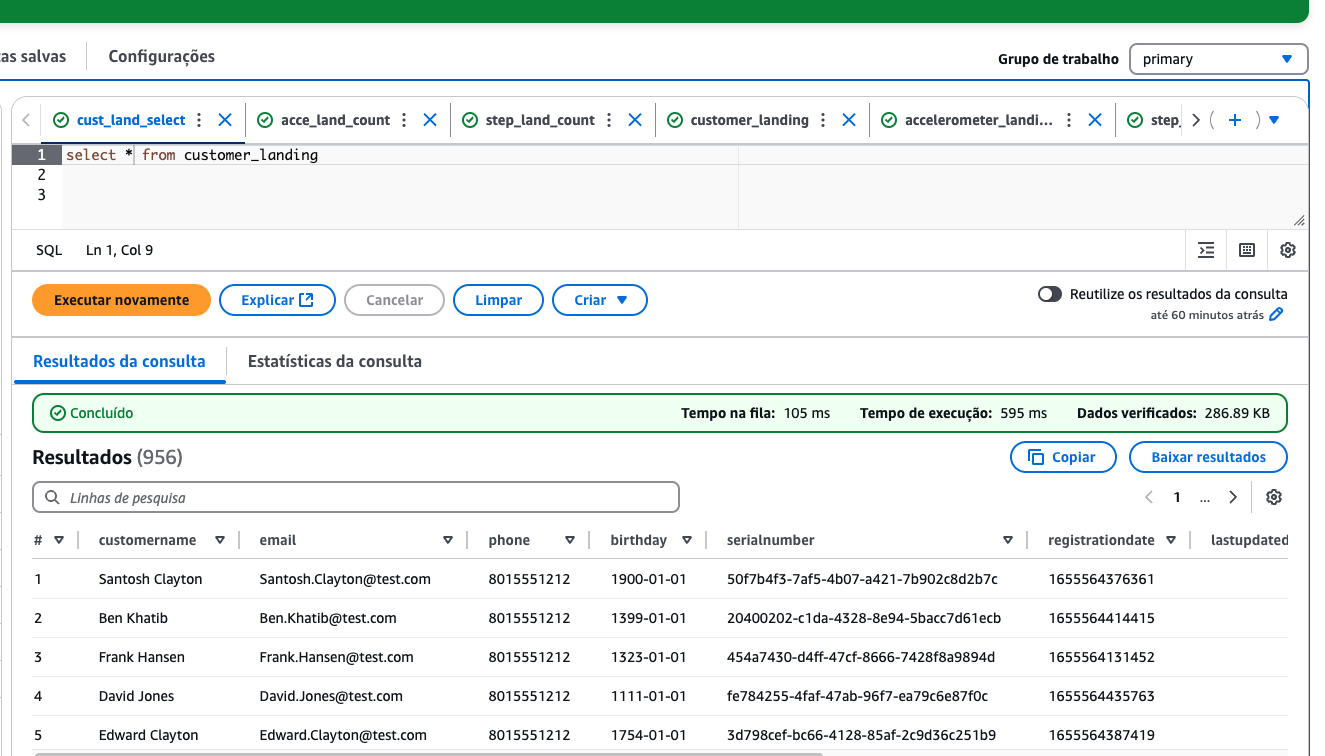 as salvas Configurações Grupo de trabalho primary
cust_land_select acce_land_count step_land_count customer_landing accelerometer_landi... step_
1 select * from customer_landing
2
3
SQL Ln 1, Col 9
Executar novamente Explicar Cancelar Limpar Criar Reutilize os resultados da consulta
até 60 minutos atrás
Resultados da consulta Estatísticas da consulta
Concluído Tempo na fila: 105 ms Tempo de execução: 595 ms Dados verificados: 286.89 KB
Resultados (956) Copiar Baixar resultados
Linhas de pesquisa 1 ...
# customername email phone birthday serialnumber registrationdate lastupdated
1 Santosh Clayton Santosh.Clayton@test.com 8015551212 1900-01-01 50f7b4f3-7af5-4b07-a421-7b902c8d2b7c 1655564376361
2 Ben Khatib Ben.Khatib@test.com 8015551212 1399-01-01 20400202-c1da-4328-8e94-5bacc7d61ecb 1655564414415
3 Frank Hansen Frank.Hansen@test.com 8015551212 1323-01-01 454a7430-d4ff-47cf-8666-7428f8a9894d 1655564131452
4 David Jones David.Jones@test.com 8015551212 1111-01-01 fe784255-4faf-47ab-96f7-ea79c6e87f0c 1655564435763
5 Edward Clayton Edward.Clayton@test.com 8015551212 1754-01-01 3d798cef-bc66-4128-85af-2c9d36c251b9 1655564387419